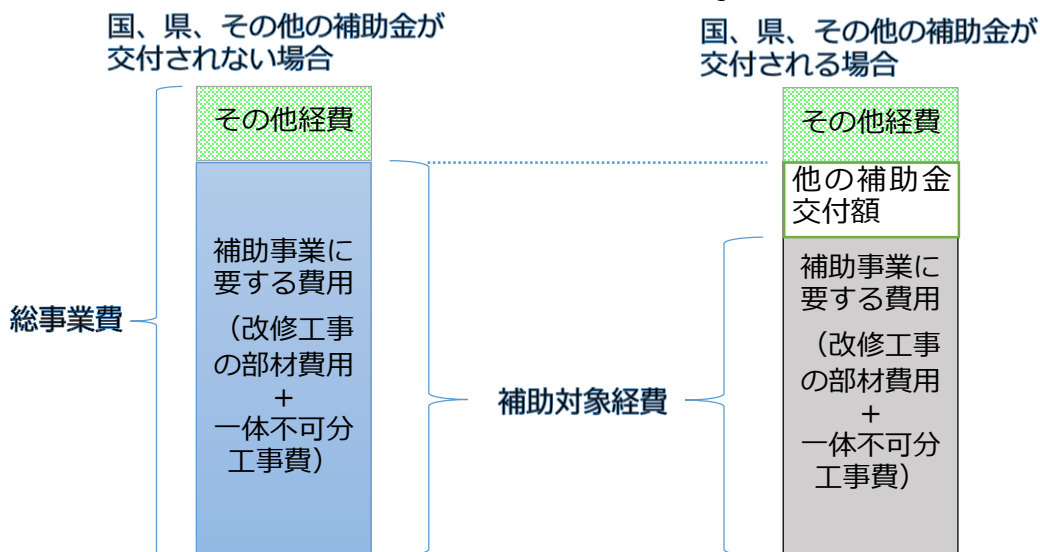 国、県、その他の補助金が
交付されない場合
国、県、その他の補助金が
交付される場合
その他経費
補助事業に
要する費用
（改修工事
の部材費用
＋
一体不可分
工事費）
総事業費
補助対象経費
その他経費
他の補助金
交付額
補助事業に
要する費用
（改修工事
の部材費用
＋
一体不可分
工事費）